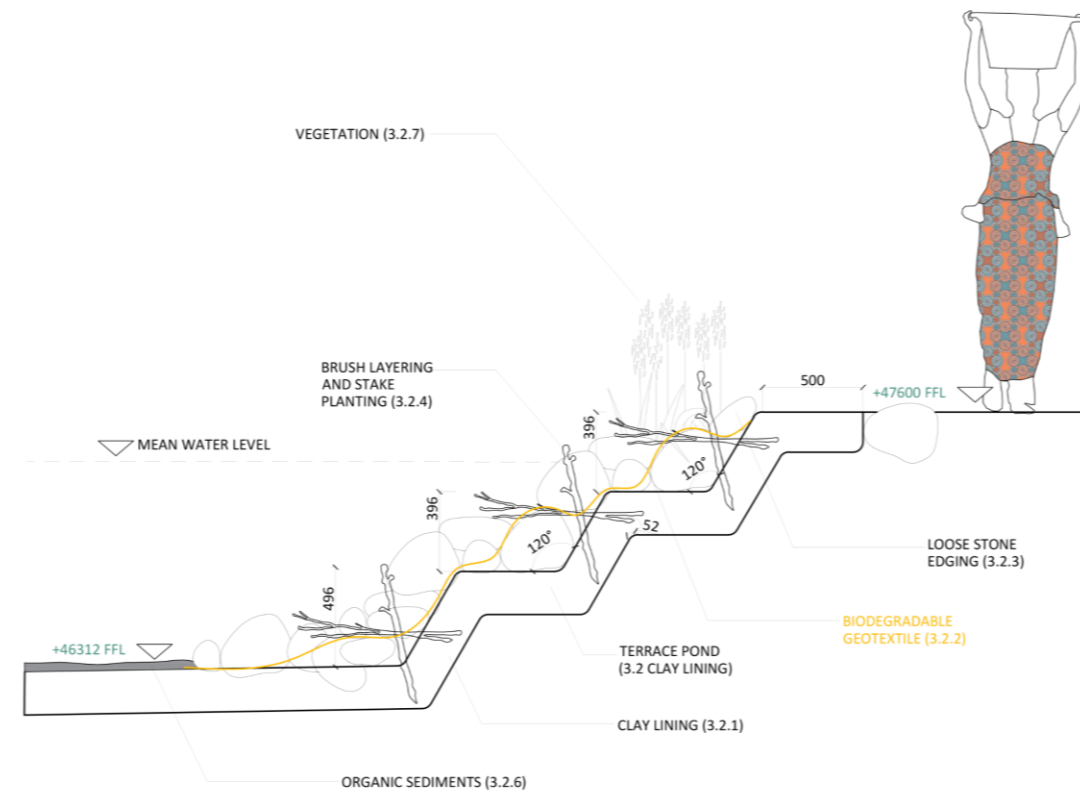 VEGETATION (3.2.7)
BRUSH LAYERING
AND STAKE
PLANTING (3.2.4)
500
+47600 FFL
396
MEAN WATER LEVEL
120°
396
52
120°
LOOSE STONE
EDGING (3.2.3)
496
BIODEGRADABLE
GEOTEXTILE (3.2.2)
+46312 FFL
TERRACE POND
(3.2 CLAY LINING)
CLAY LINING (3.2.1)
ORGANIC SEDIMENTS (3.2.6)